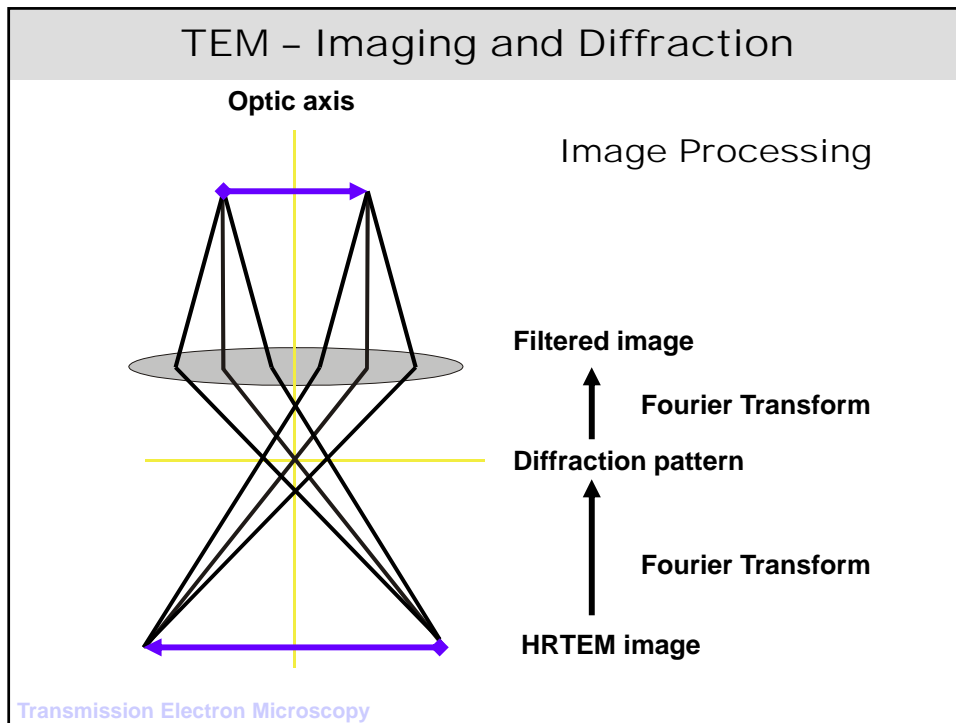 TEM – Imaging and Diffraction
Optic axis
Image Processing
Filtered image
Fourier Transform
Diffraction pattern
Fourier Transform
HRTEM image
Transmission Electron Microscopy